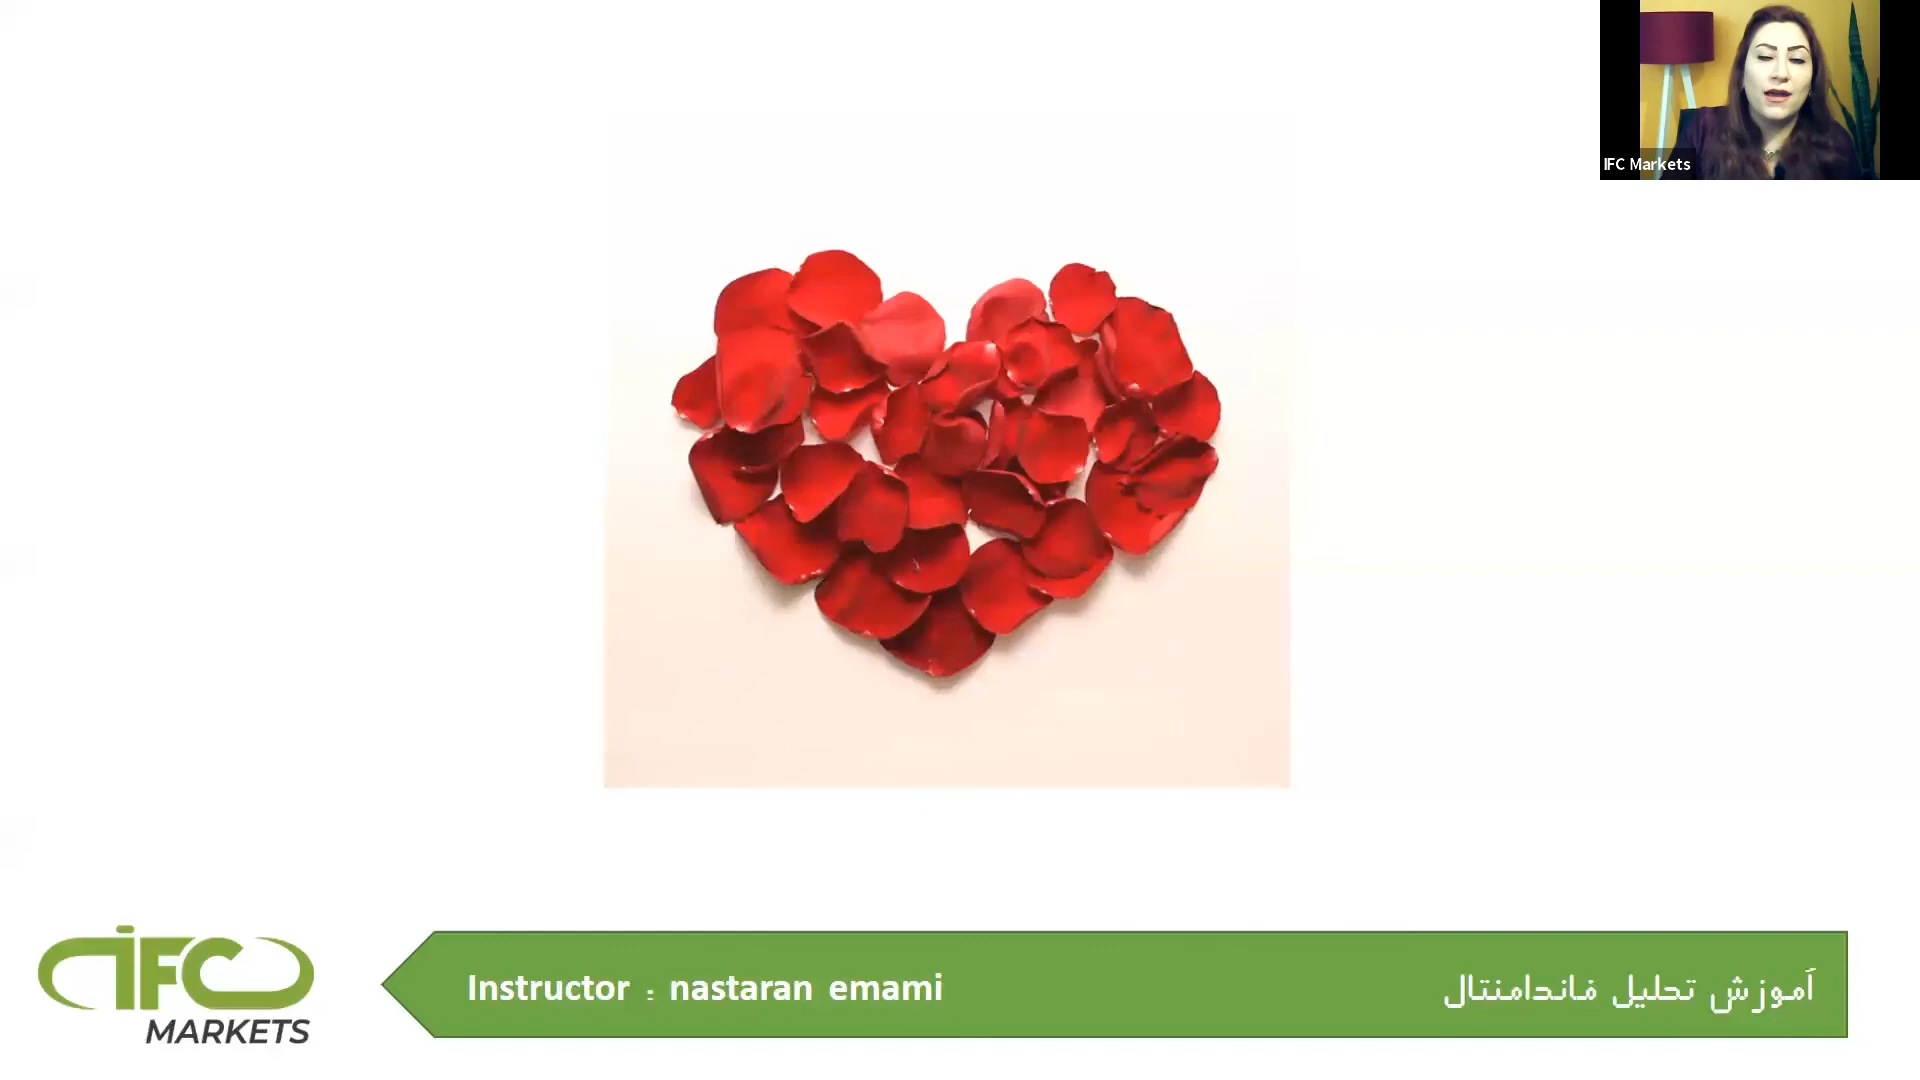 IFC Markets
IFC
MARKETS
Instructor : nastaran emami
آموزش تحلیل فاندامنتال